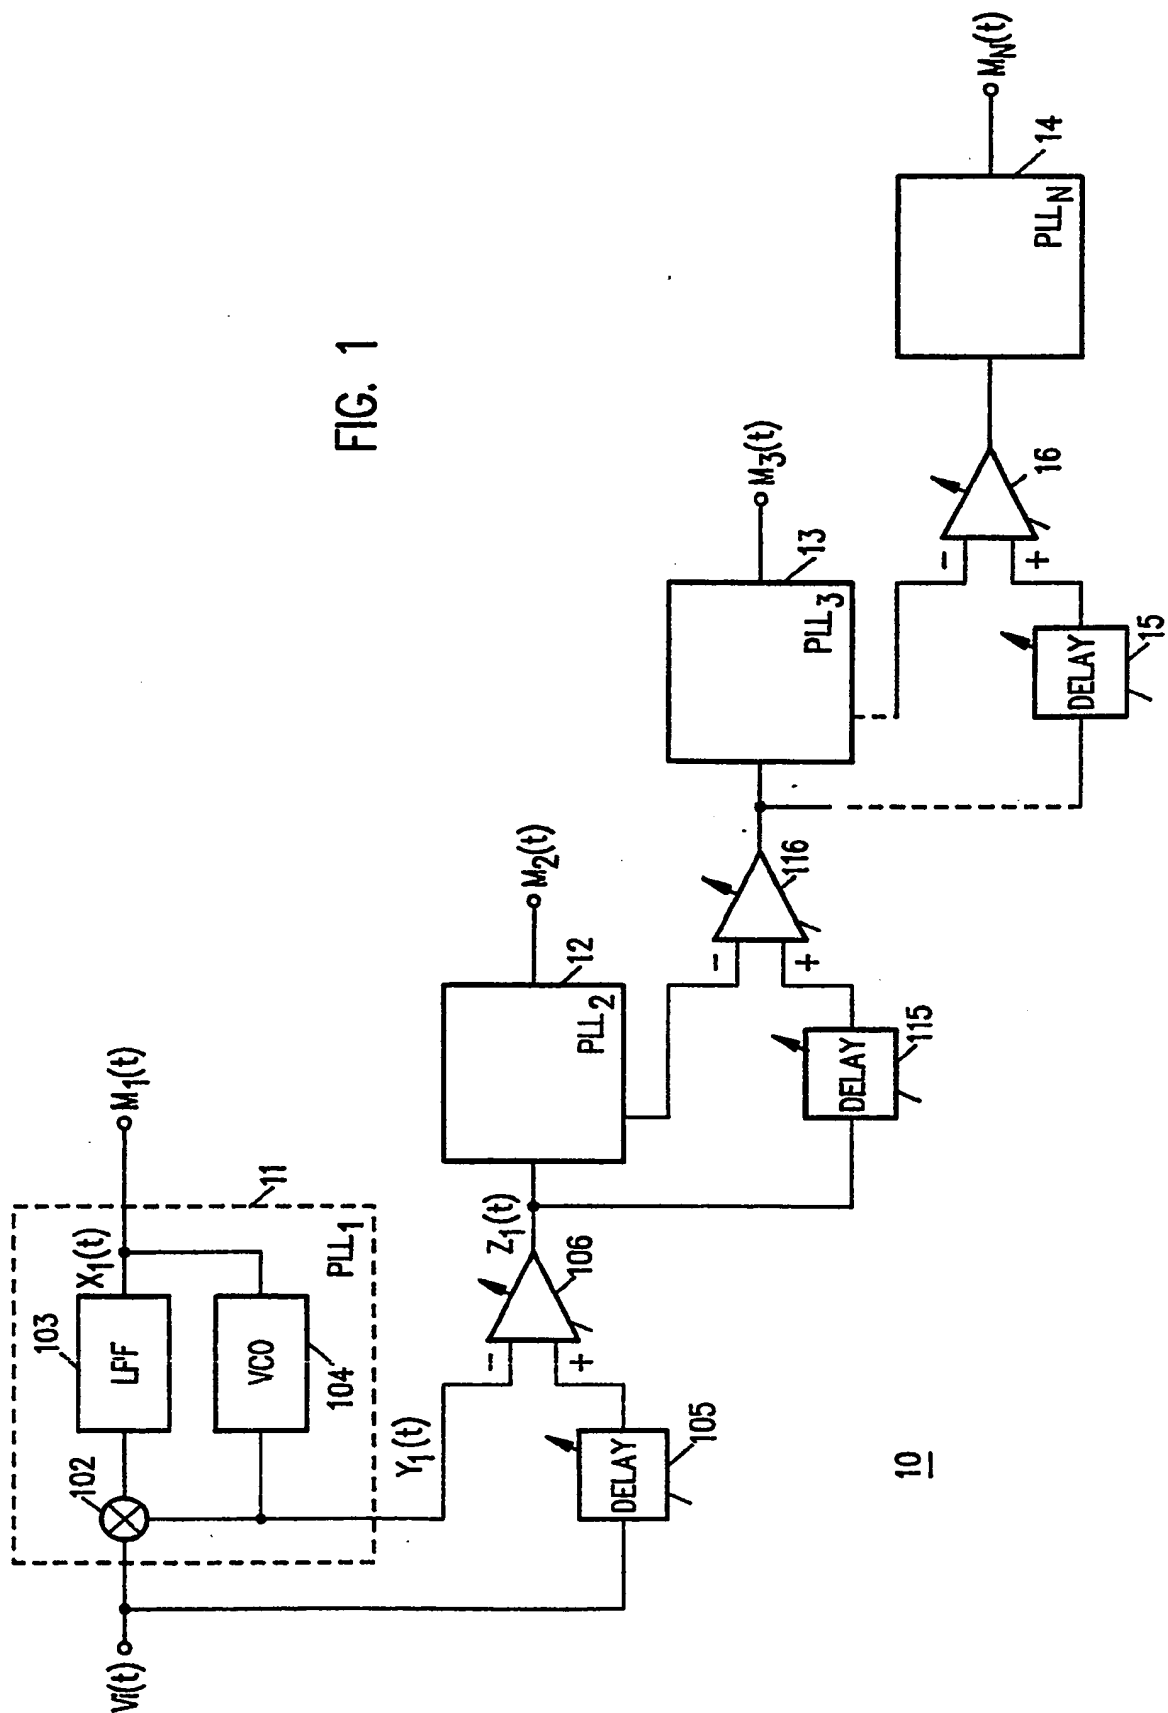 FIG. 1
Vi(t)
102
103
LPF
X1(t)
M1(t)
VCO
104
PLL1
11
Y1(t)
DELAY
105
-
+
106
Z1(t)
PLL2
12
M2(t)
DELAY
115
-
+
116
PLL3
13
M3(t)
DELAY
15
-
+
16
PLLN
14
MN(t)
10